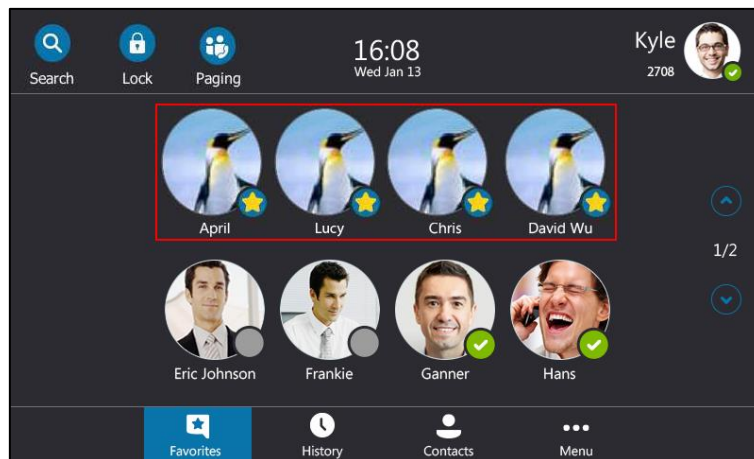 Search
Lock
Paging
16:08
Wed Jan 13
Kyle
2708
April
Lucy
Chris
David Wu
1/2
Eric Johnson
Frankie
Ganner
Hans
Favorites
History
Contacts
Menu